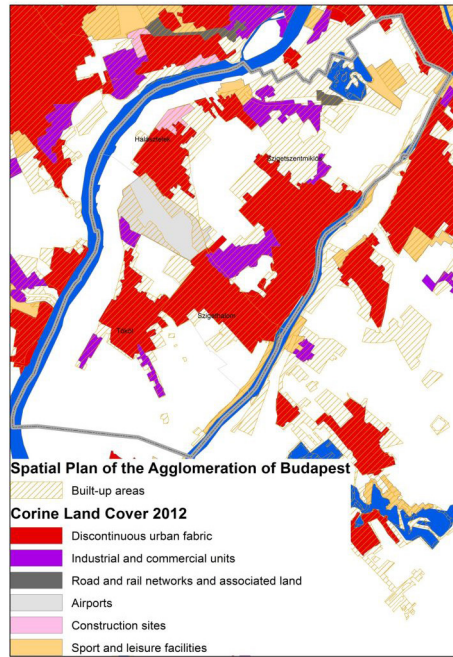 Halásztelek
Szigetszentmiklós
Szigethalom
Tököl
Spatial Plan of the Agglomeration of Budapest
Built-up areas
Corine Land Cover 2012
Discontinuous urban fabric
Industrial and commercial units
Road and rail networks and associated land
Airports
Construction sites
Sport and leisure facilities